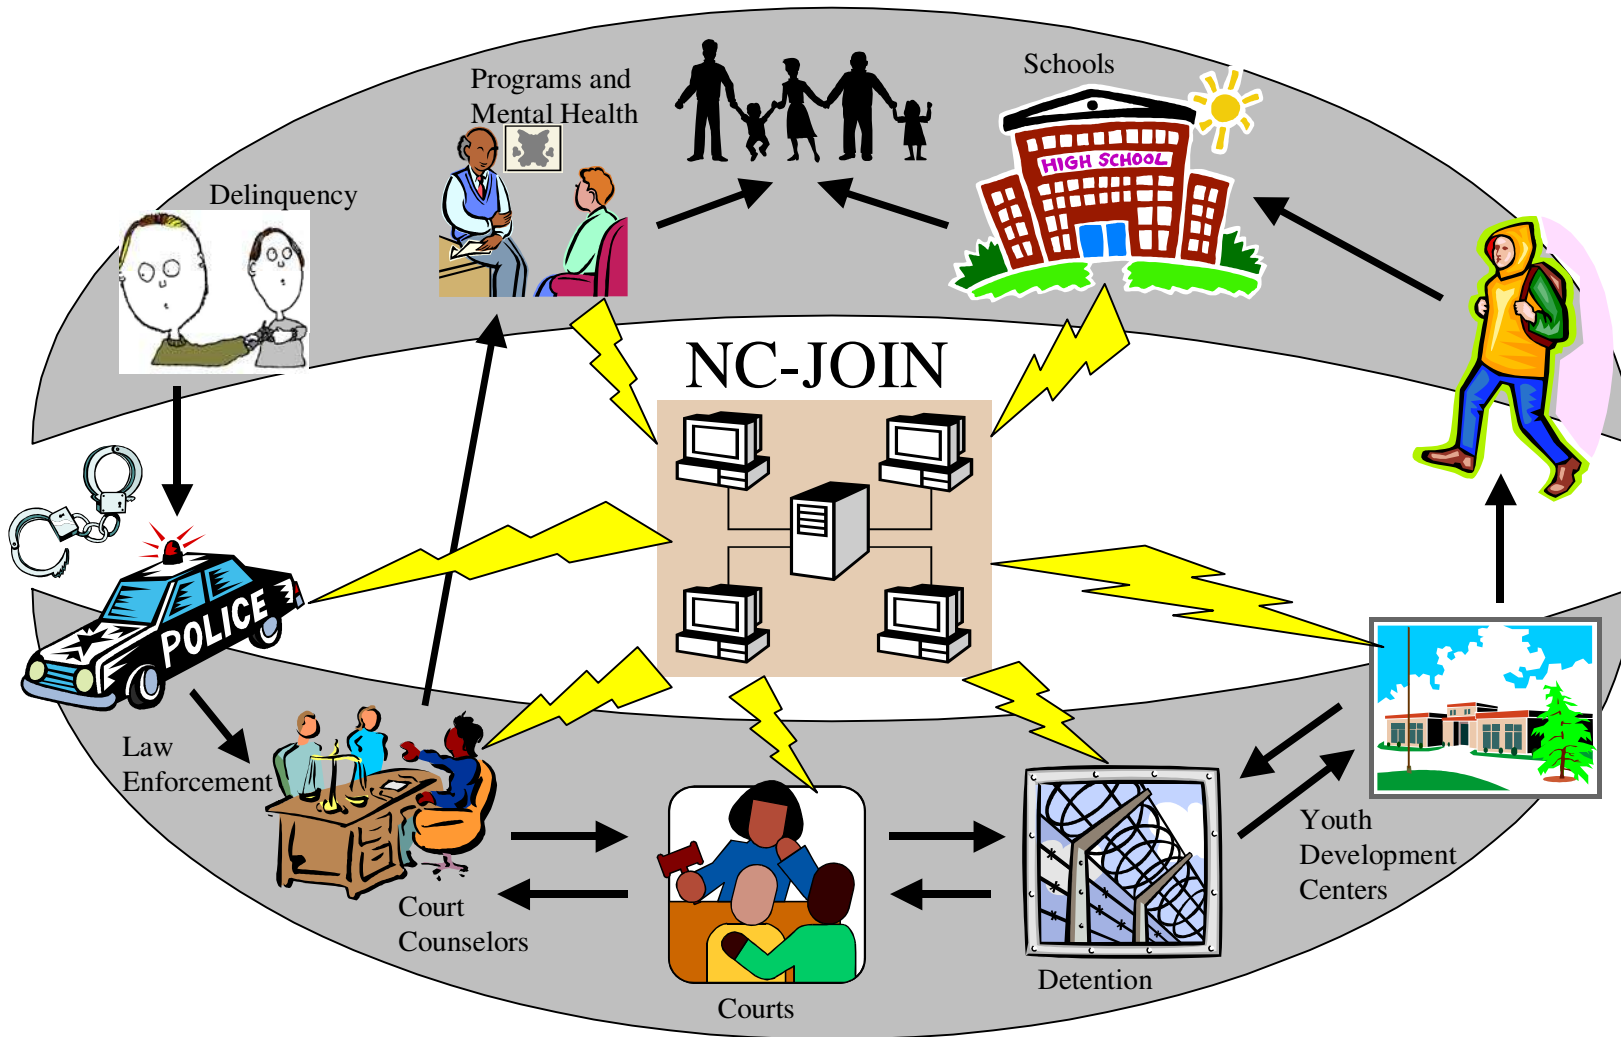 Programs and
Mental Health
Schools
HIGH SCHOOL
Delinquency
NC-JOIN
POLICE
Law
Enforcement
Court
Counselors
Courts
Detention
Youth
Development
Centers